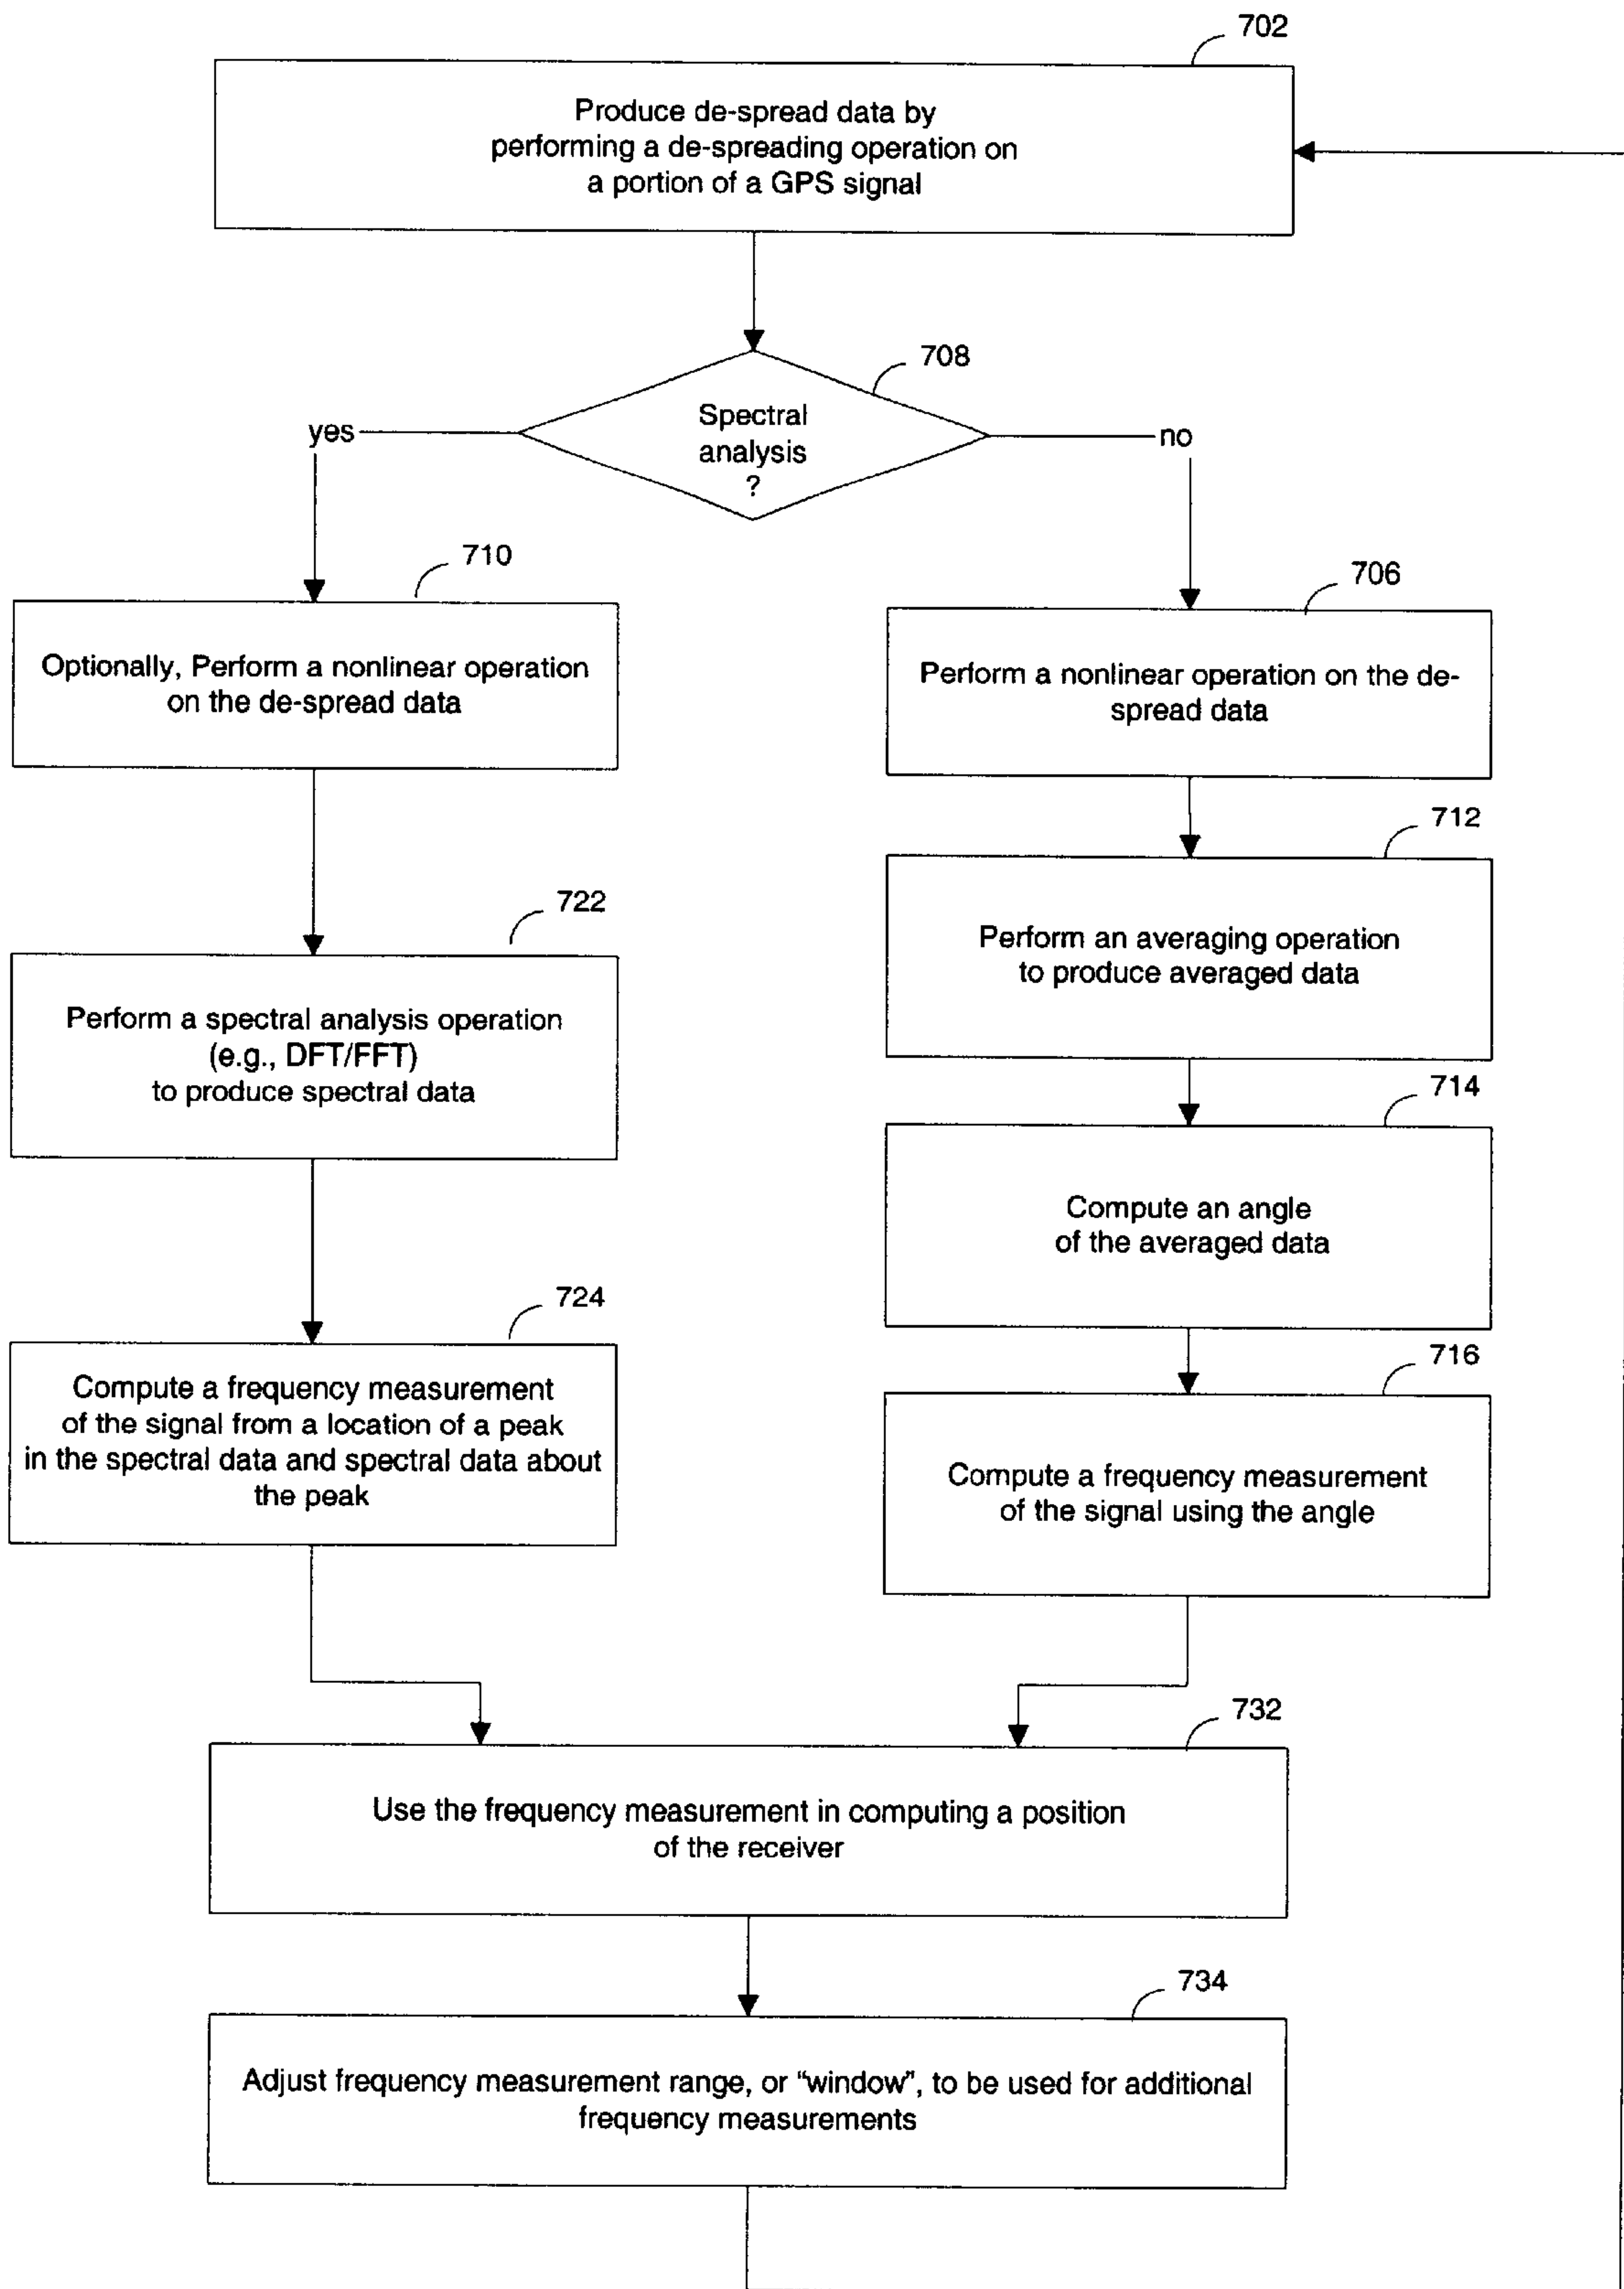 702
Produce de-spread data by
performing a de-spreading operation on
a portion of a GPS signal
708
Spectral
analysis
?
yes
no
710
Optionally, Perform a nonlinear operation
on the de-spread data
706
Perform a nonlinear operation on the de-
spread data
712
Perform an averaging operation
to produce averaged data
722
Perform a spectral analysis operation
(e.g., DFT/FFT)
to produce spectral data
714
Compute an angle
of the averaged data
724
Compute a frequency measurement
of the signal from a location of a peak
in the spectral data and spectral data about
the peak
716
Compute a frequency measurement
of the signal using the angle
732
Use the frequency measurement in computing a position
of the receiver
734
Adjust frequency measurement range, or "window", to be used for additional
frequency measurements